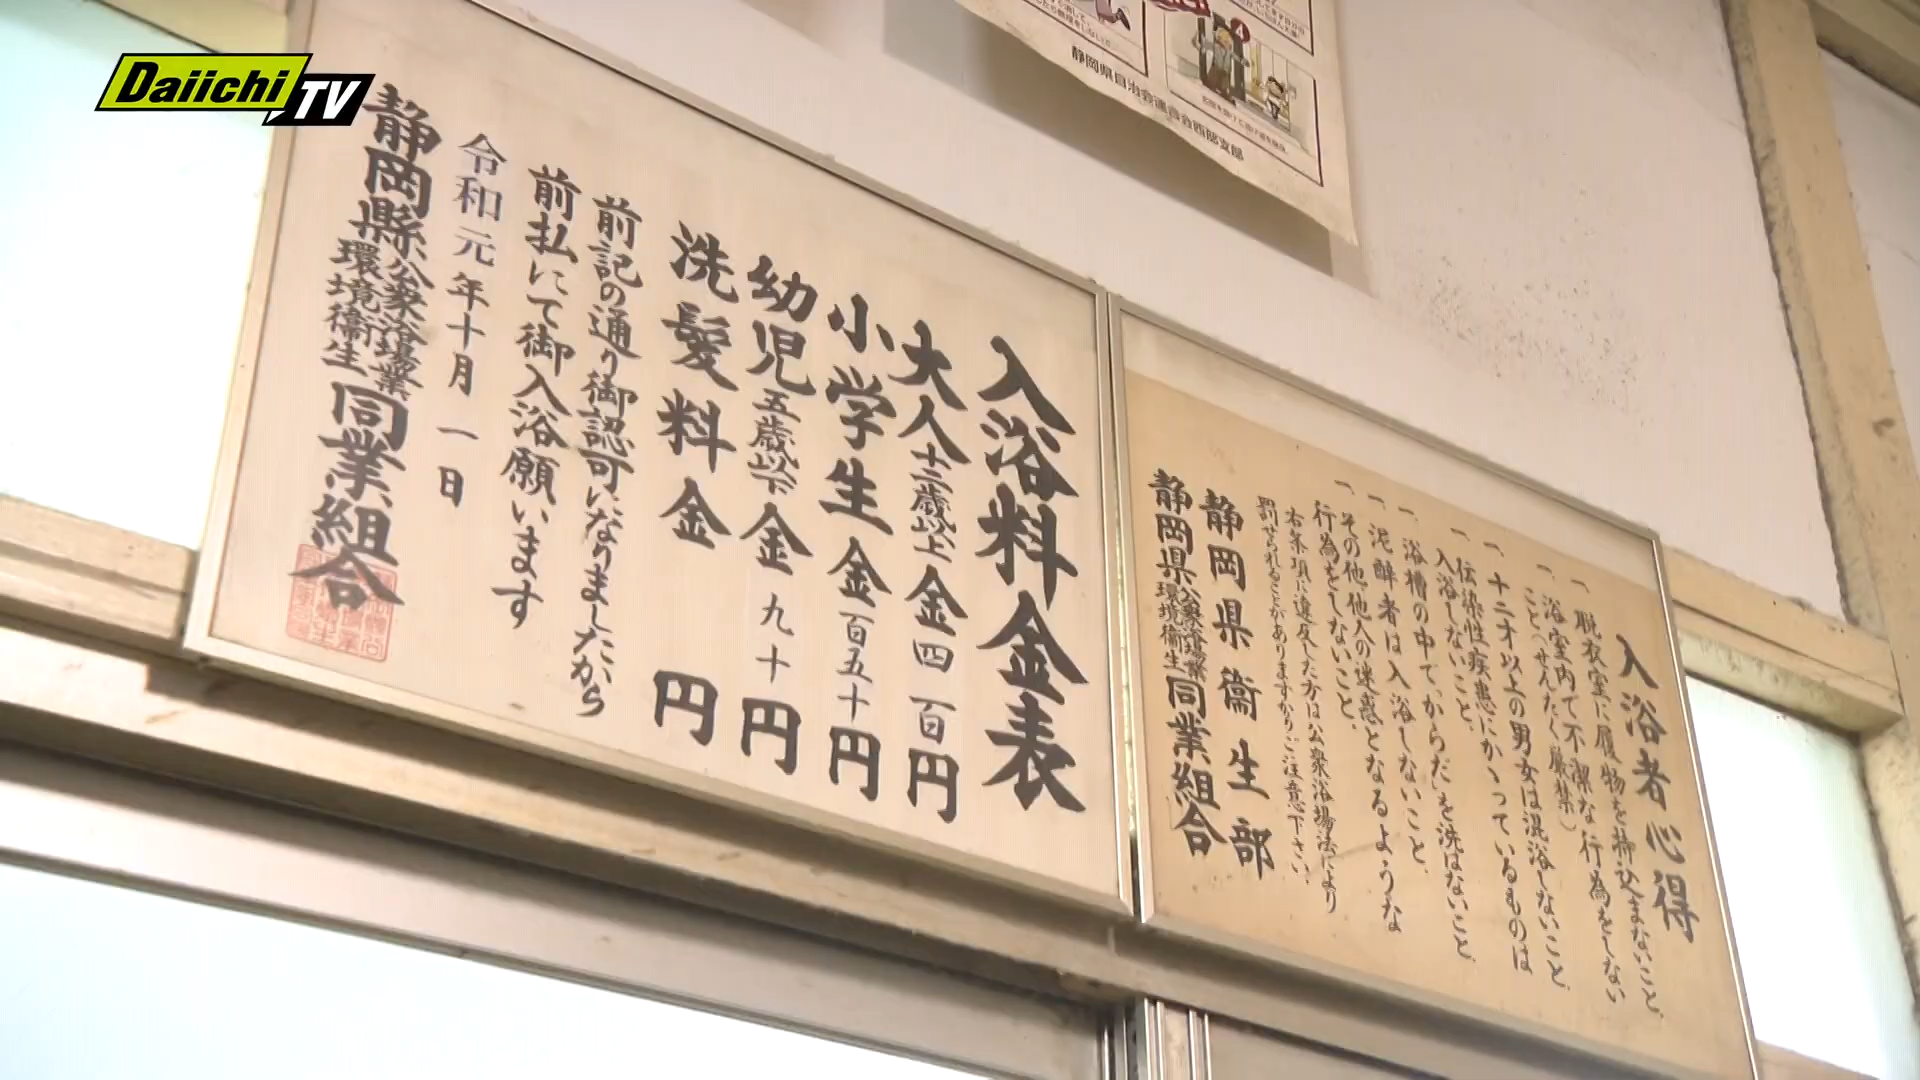 Daiichi TV
静岡県自治会連合会西部支部
4
入浴料金表
大人 十二歳以上 金四百円
小学生 金百五十円
幼児 五歳以下 金九十円
洗髪料金 円
前記の通り御認可になりましたから
前払にて御入浴願います
令和元年十月一日
静岡縣公衆浴場業環境衛生同業組合
入浴者心得
一、脱衣室に履物を持込まないこと、
一、浴室内で不潔な行為をしない
こと(せんたく厳禁)
一、十二才以上の男女は混浴しないこと、
一、伝染性疾患にかゝっているものは
入浴しないこと、
一、浴槽の中で、からだを洗はないこと、
一、泥酔者は入浴しないこと、
一、その他、他人の迷惑となるような
行為をしないこと、
右条項に違反した方は公衆浴場法により
罰せられることがありますからご注意下さい、
静岡県衛生部
静岡県公衆浴場業環境衛生同業組合